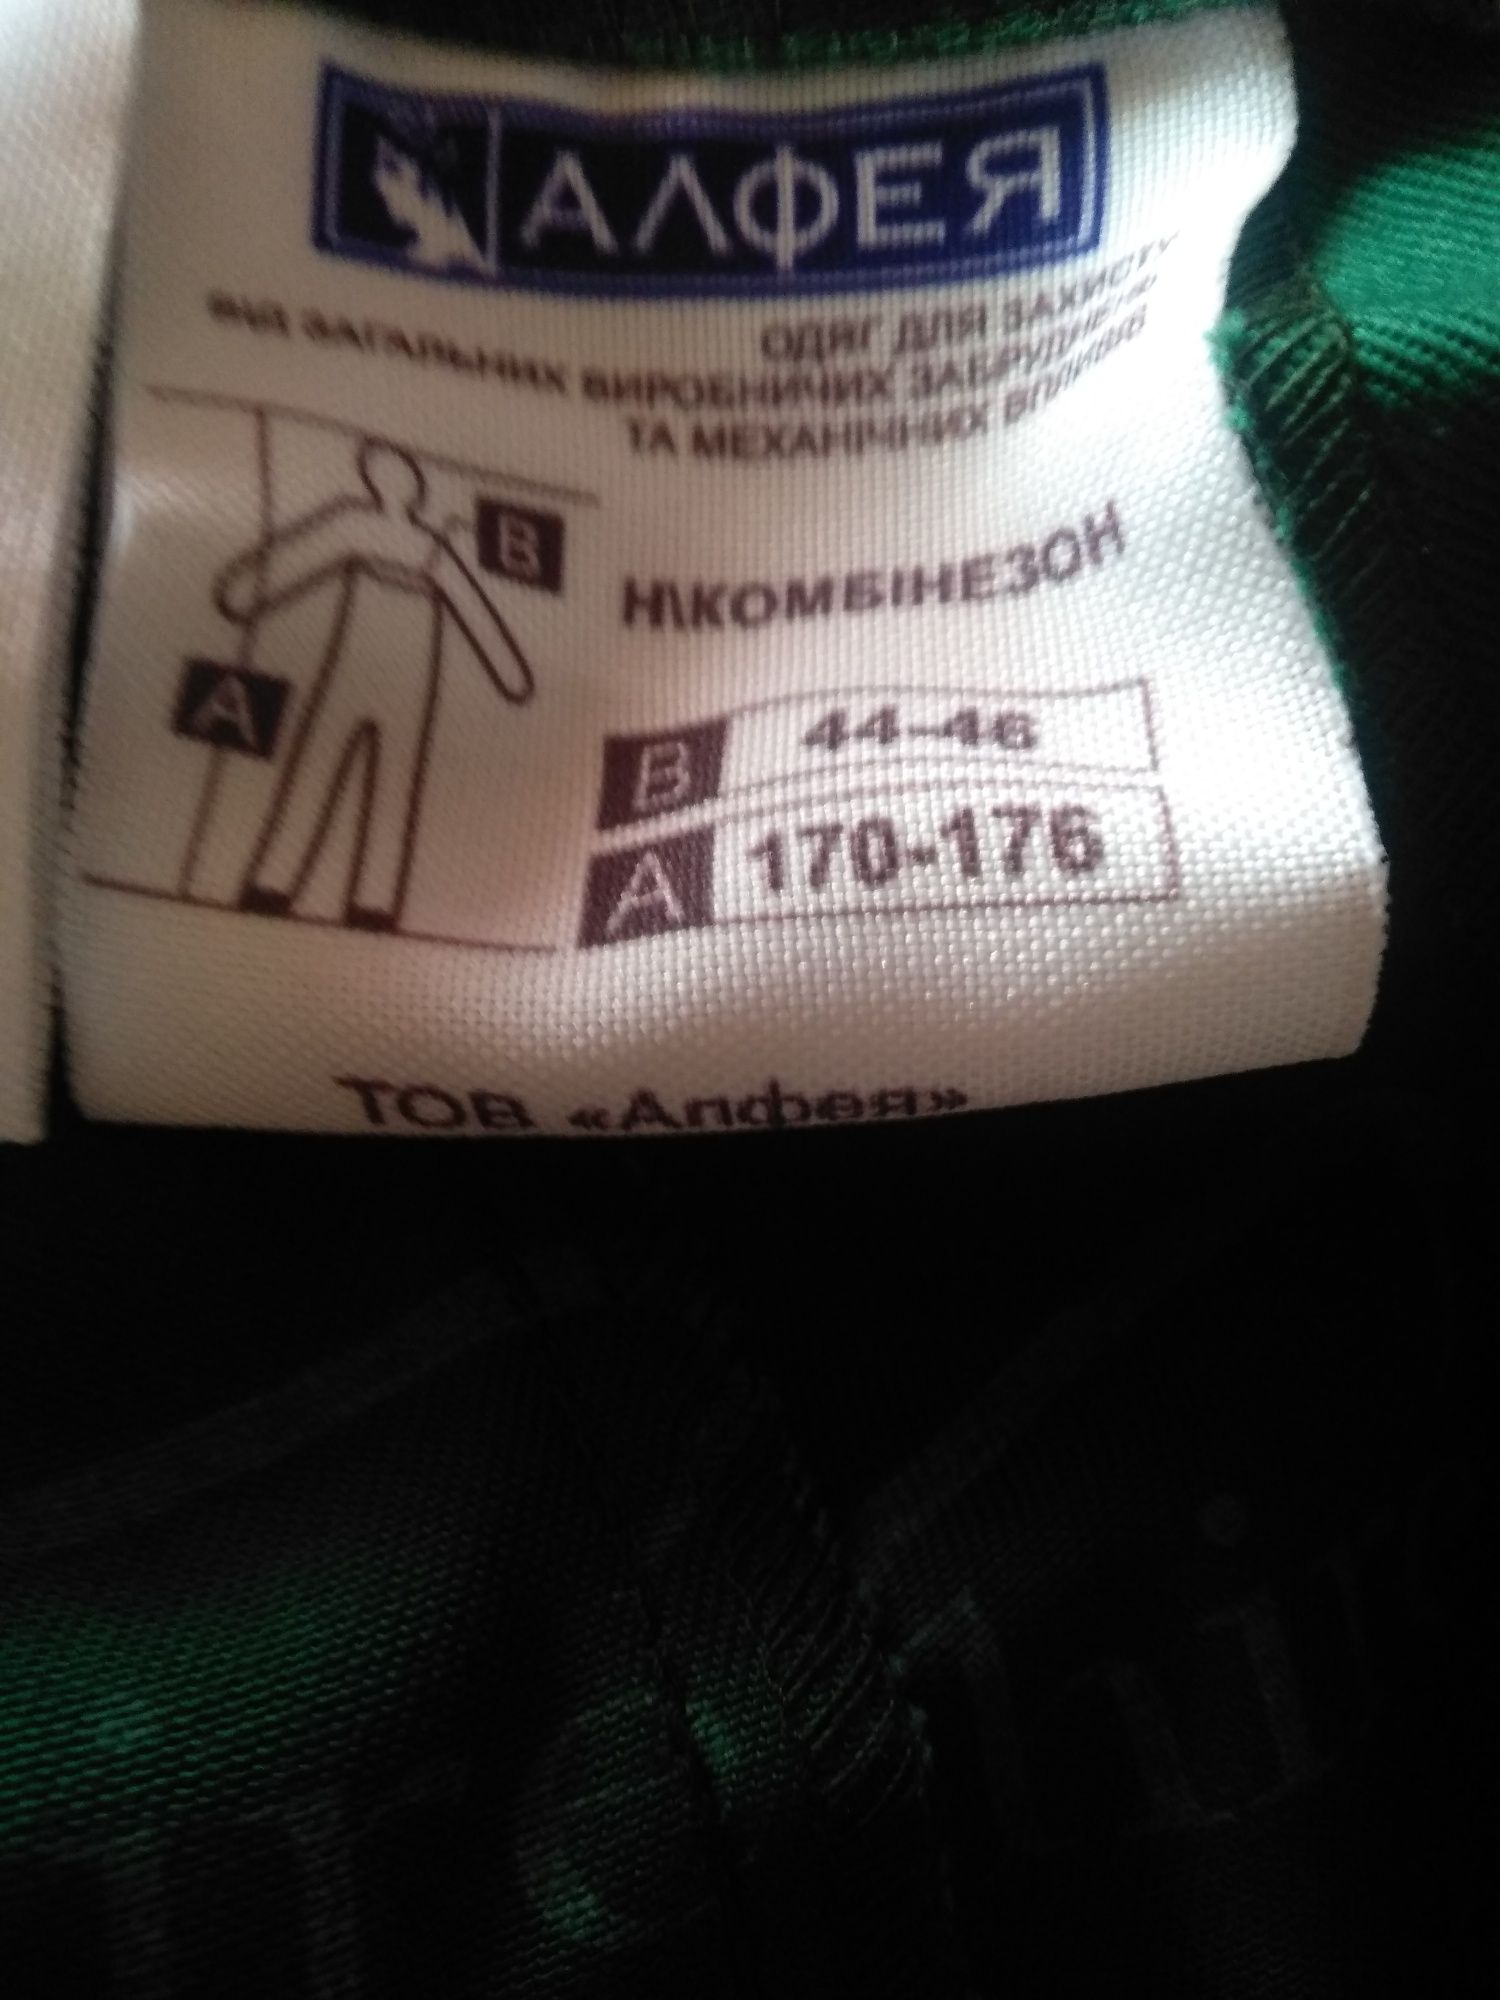 АЛФЕЯ
ОДЯГ ДЛЯ ЗАХИСТУ
ВІД ЗАГАЛЬНИХ ВИРОБНИЧИХ ЗАБРУДНЕНЬ
ТА МЕХАНІЧНИХ ВПЛИВІВ
B
Н\КОМБІНЕЗОН
A
B 44-46
A 170-176
ТОВ «Алфея»